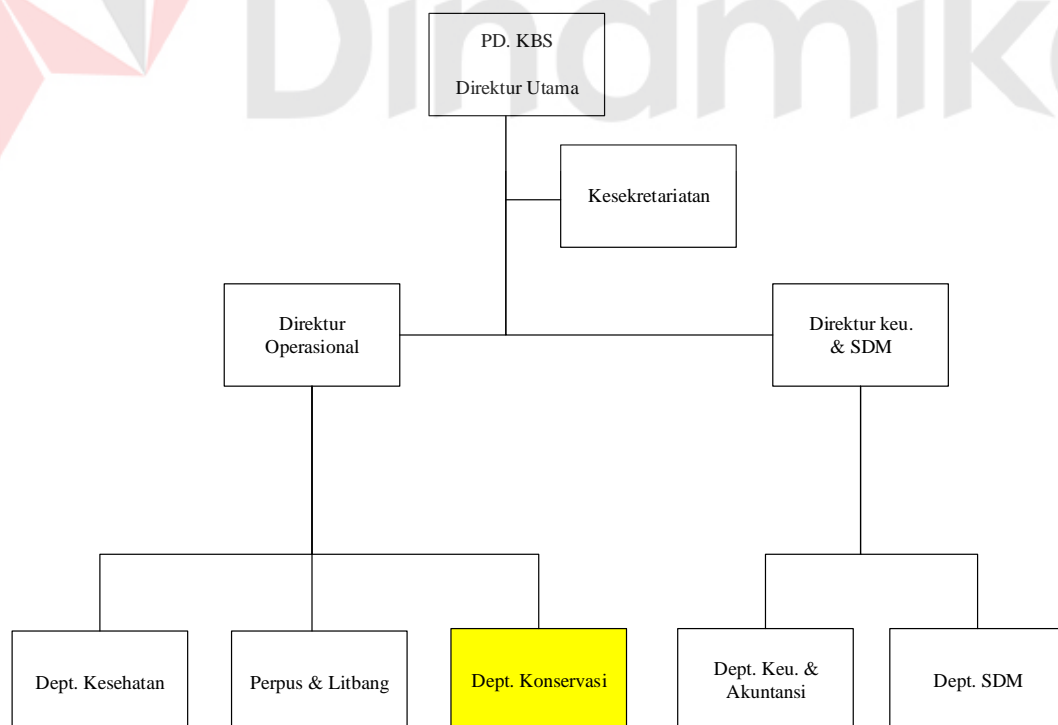 Dinamika
PD. KBS
Direktur Utama
Kesekretariatan
Direktur
Operasional
Direktur keu.
& SDM
Dept. Kesehatan
Perpus & Litbang
Dept. Konservasi
Dept. Keu. &
Akuntansi
Dept. SDM